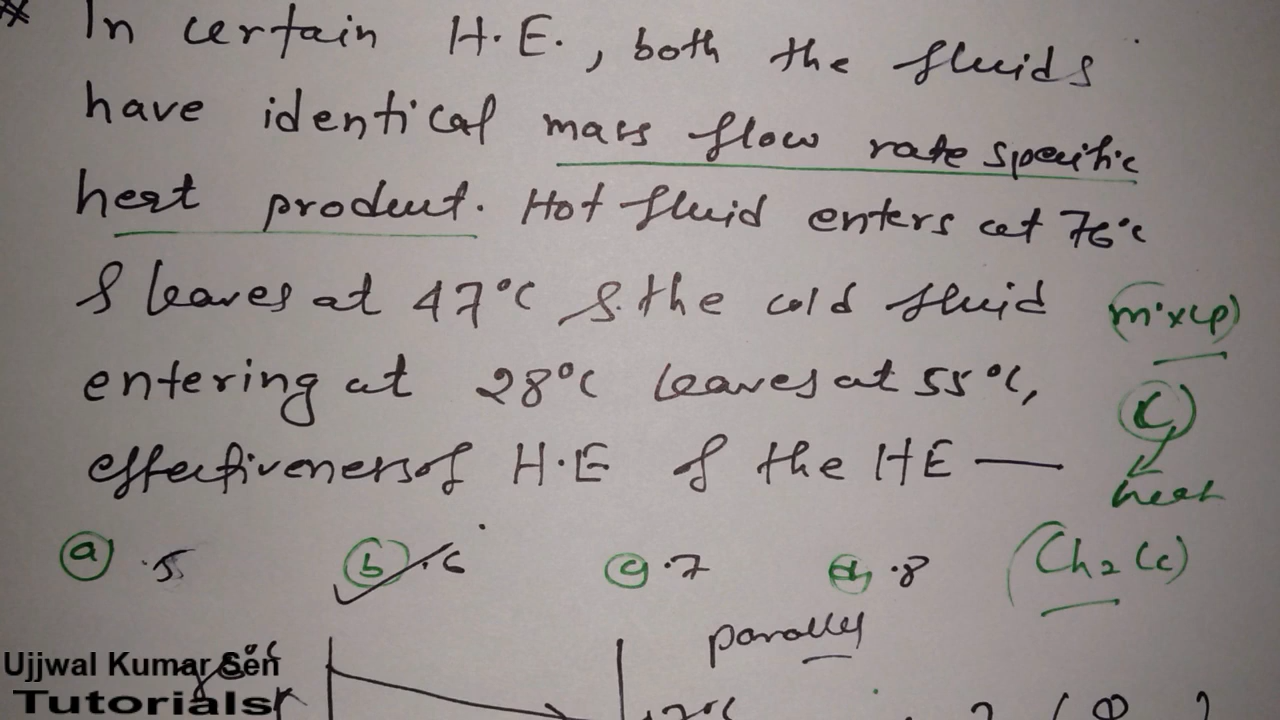 In certain H.E., both the fluids
have identical mass flow rate specific
heat product. Hot fluid enters at 76°c
& leaves at 47°C & the cold fluid (ṁxcp)
entering at 28°C leaves at 55°C, C
effectiveness of H.E of the HE — heat
a .5 b .6 c .7 d .8 (Ch=Cc)
parallel
Ujjwal Kumar Sen
Tutorials